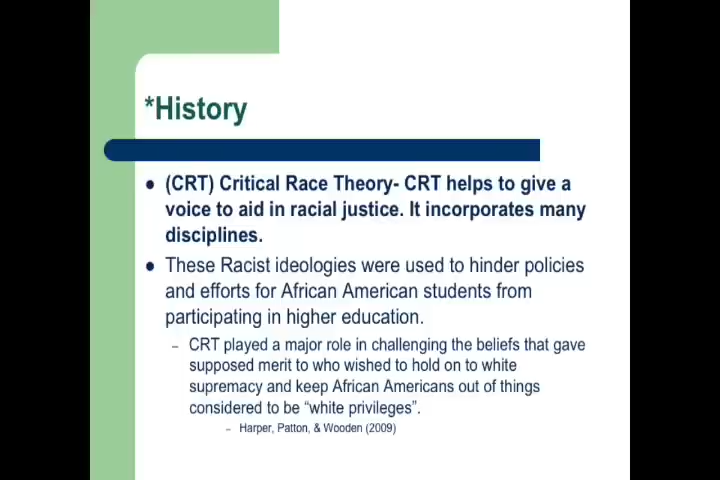 *History
● (CRT) Critical Race Theory- CRT helps to give a
voice to aid in racial justice. It incorporates many
disciplines.
● These Racist ideologies were used to hinder policies
and efforts for African American students from
participating in higher education.
– CRT played a major role in challenging the beliefs that gave
supposed merit to who wished to hold on to white
supremacy and keep African Americans out of things
considered to be “white privileges”.
– Harper, Patton, & Wooden (2009)